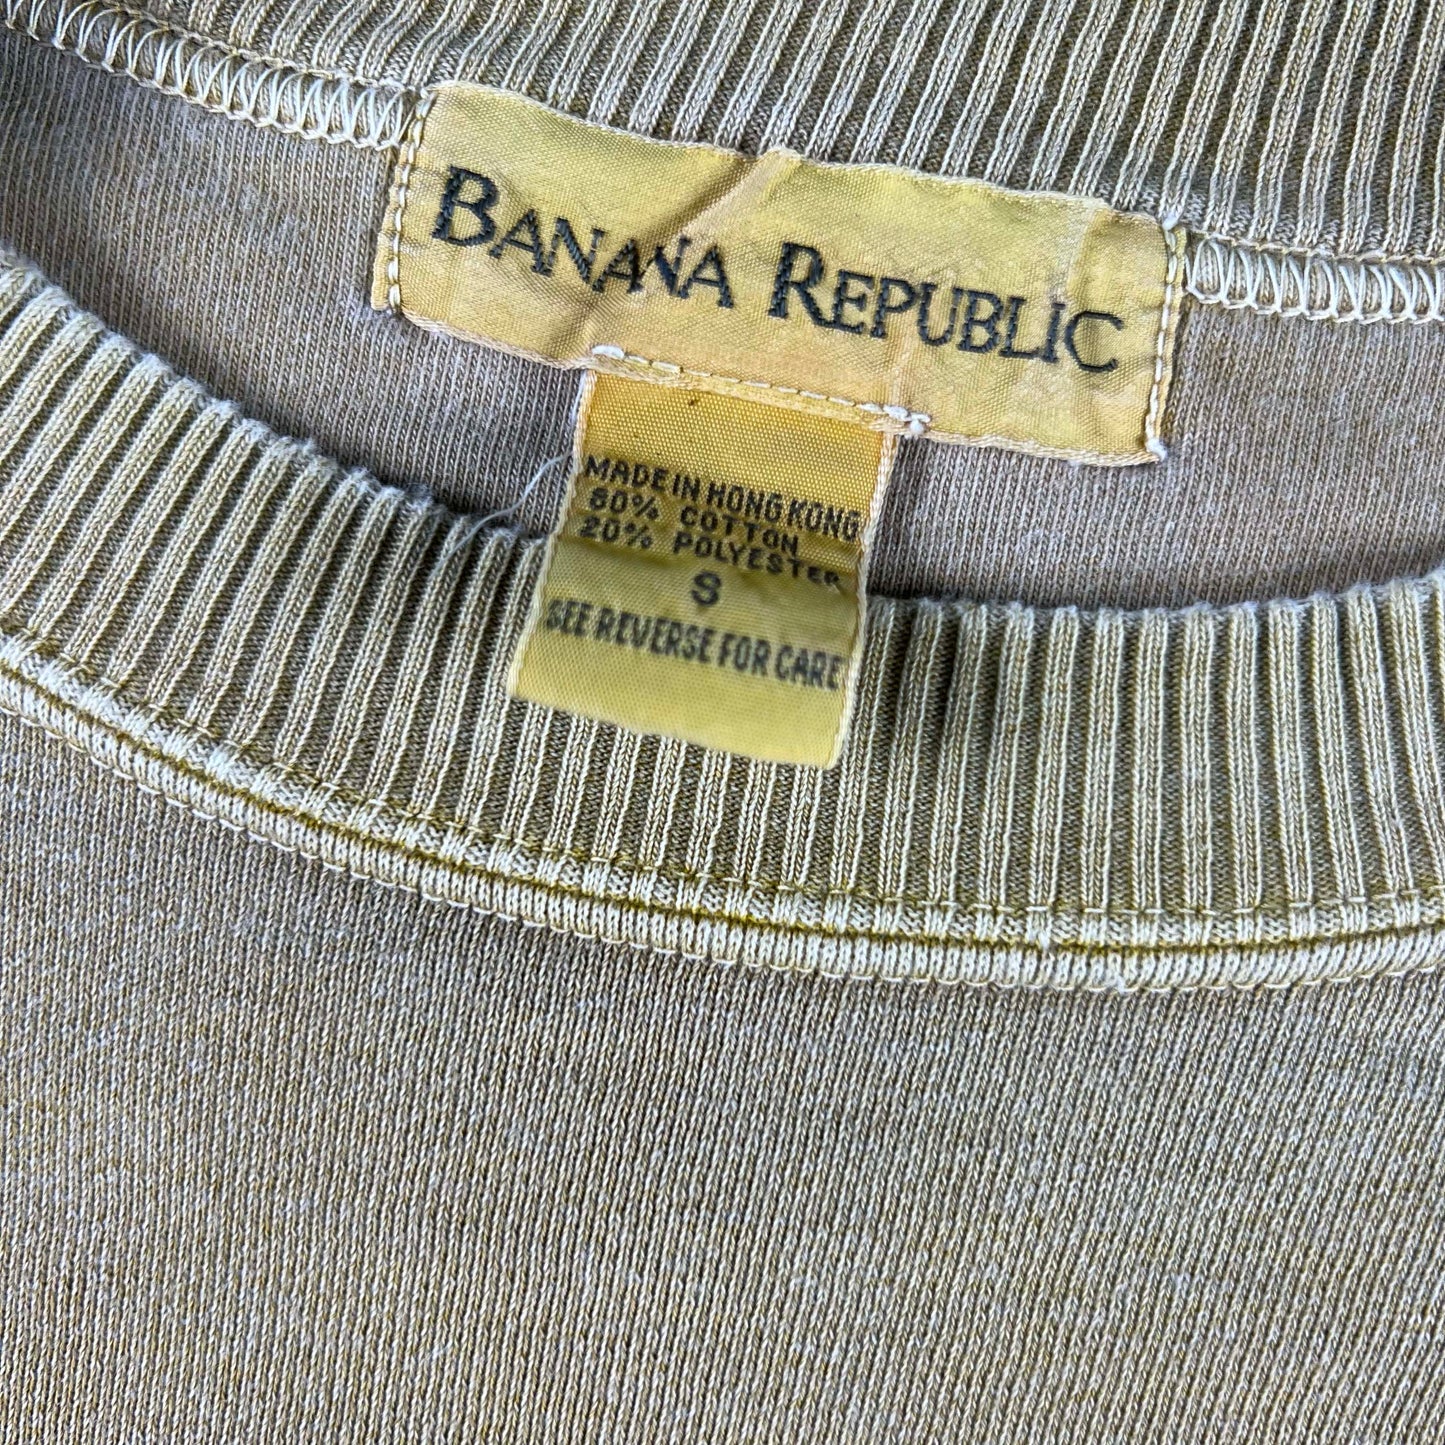 BANANA REPUBLIC
MADE IN HONG KONG
80% COTTON
20% POLYESTER
S
SEE REVERSE FOR CARE